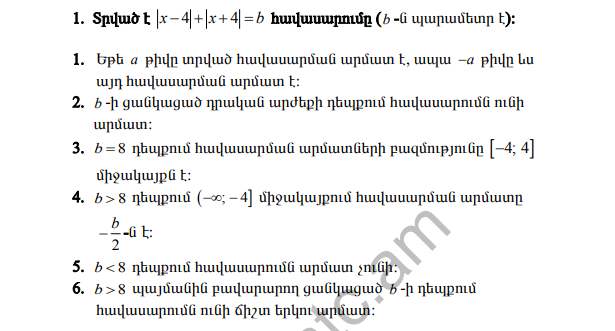 1. Տրված է |x−4|+|x+4|=b հավասարումը (b -ն պարամետր է):
1. Եթե a թիվը տրված հավասարման արմատ է, ապա −a թիվը ևս
այդ հավասարման արմատ է:
2. b -ի ցանկացած դրական արժեքի դեպքում հավասարումն ունի
արմատ:
3. b=8 դեպքում հավասարման արմատների բազմությունը [−4; 4]
միջակայքն է:
4. b>8 դեպքում (−∞; −4] միջակայքում հավասարման արմատը
−b/2-ն է:
5. b<8 դեպքում հավասարումն արմատ չունի:
6. b>8 պայմանին բավարարող ցանկացած b -ի դեպքում
հավասարումն ունի ճիշտ երկու արմատ:
tc.am